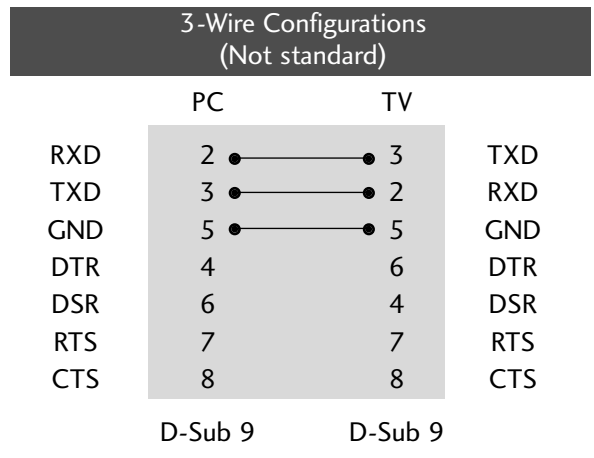 3-Wire Configurations
(Not standard)
PC TV
RXD 2 3 TXD
TXD 3 2 RXD
GND 5 5 GND
DTR 4 6 DTR
DSR 6 4 DSR
RTS 7 7 RTS
CTS 8 8 CTS
D-Sub 9 D-Sub 9